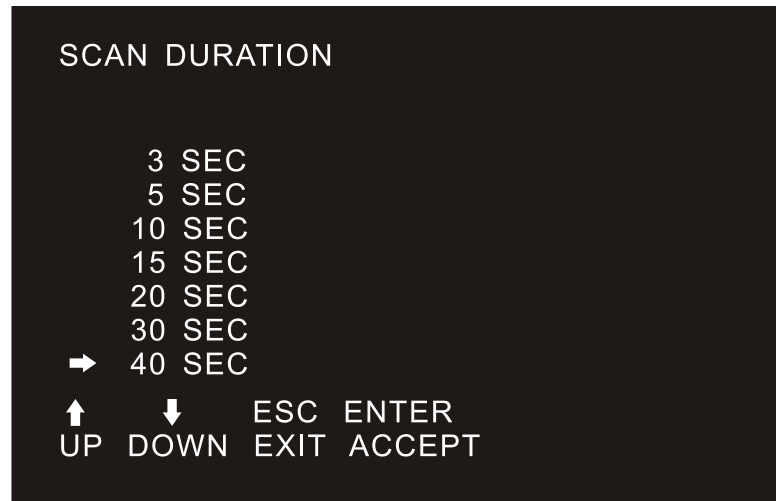 SCAN DURATION
3 SEC
5 SEC
10 SEC
15 SEC
20 SEC
30 SEC
➡ 40 SEC
⬆ ⬇ ESC ENTER
UP DOWN EXIT ACCEPT